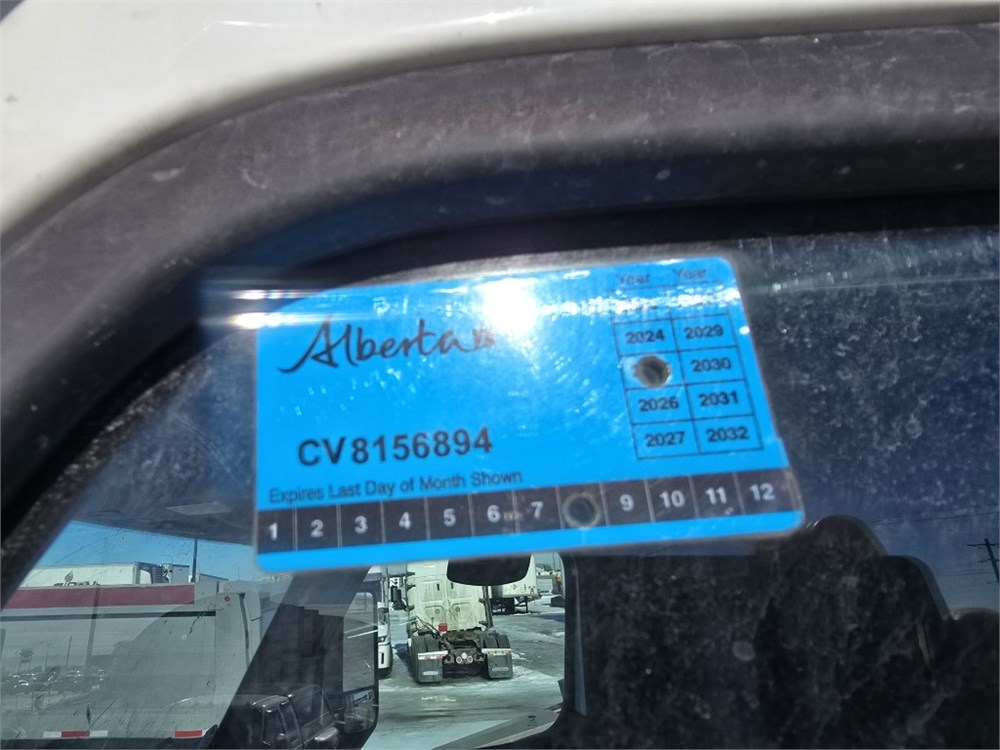 Year Year
Alberta
2024 2029
2030
2026 2031
2027 2032
CV8156894
Expires Last Day of Month Shown
1 2 3 4 5 6 7 9 10 11 12